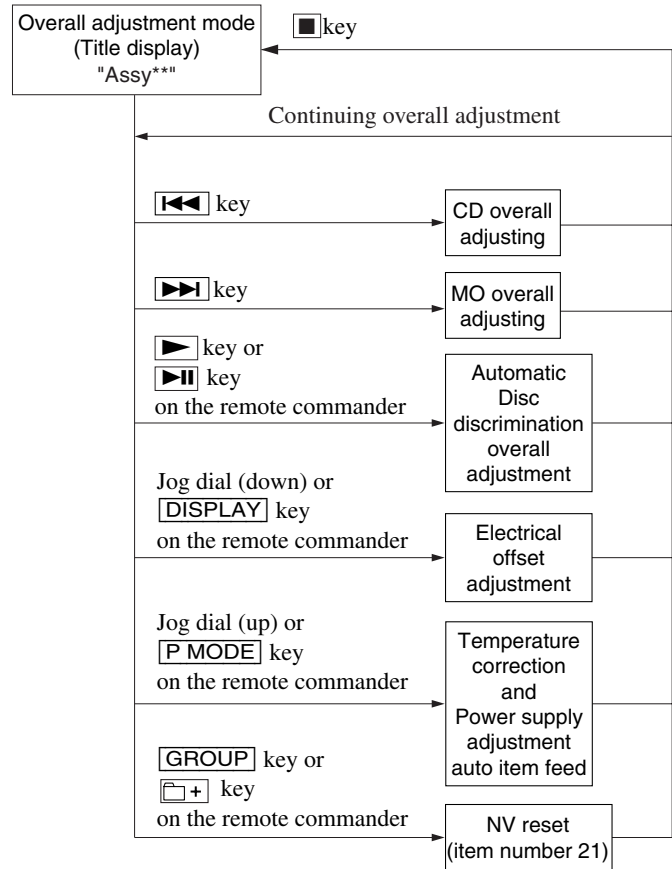 Overall adjustment mode
(Title display)
"Assy**"
■ key
Continuing overall adjustment
key
CD overall
adjusting
key
MO overall
adjusting
key or
key
on the remote commander
Automatic
Disc
discrimination
overall
adjustment
Jog dial (down) or
DISPLAY key
on the remote commander
Electrical
offset
adjustment
Jog dial (up) or
P MODE key
on the remote commander
Temperature
correction
and
Power supply
adjustment
auto item feed
GROUP key or
+ key
on the remote commander
NV reset
(item number 21)